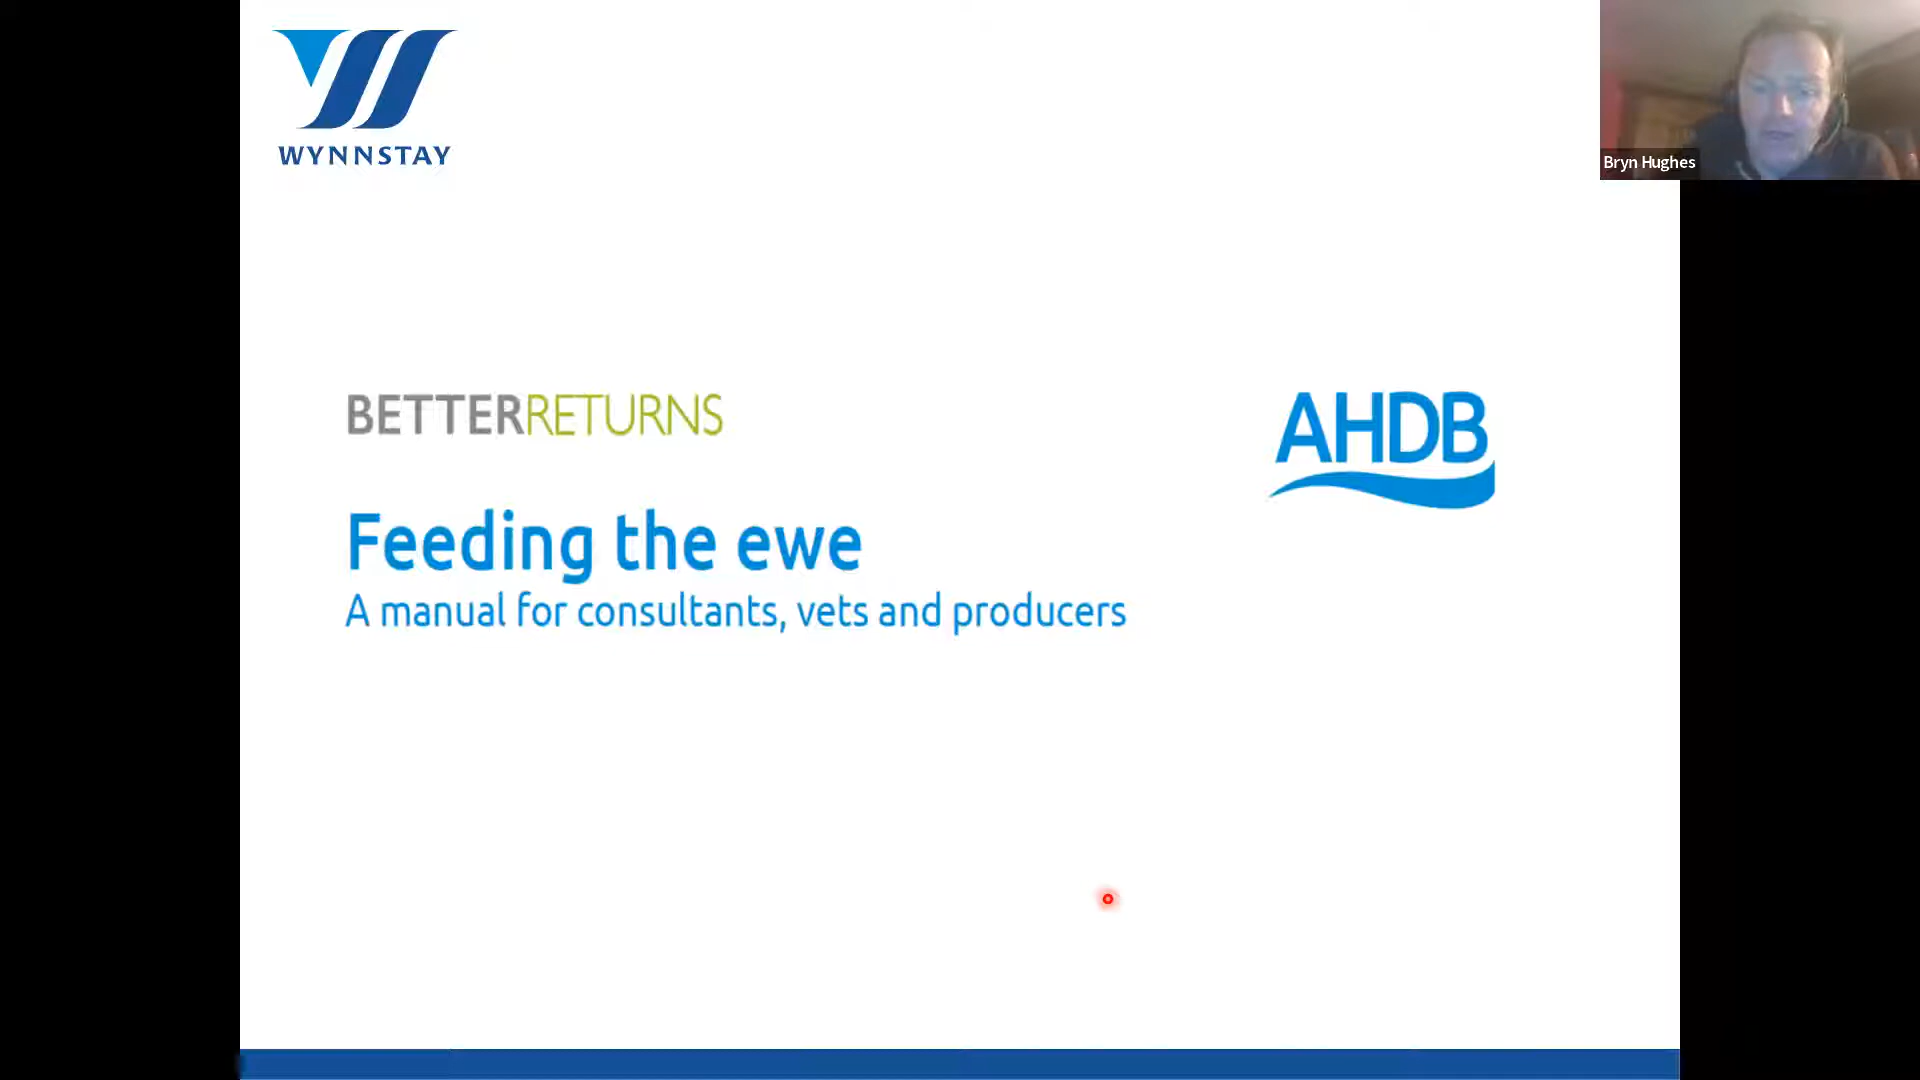 WYNNSTAY
Bryn Hughes
BETTERRETURNS
AHDB
Feeding the ewe
A manual for consultants, vets and producers